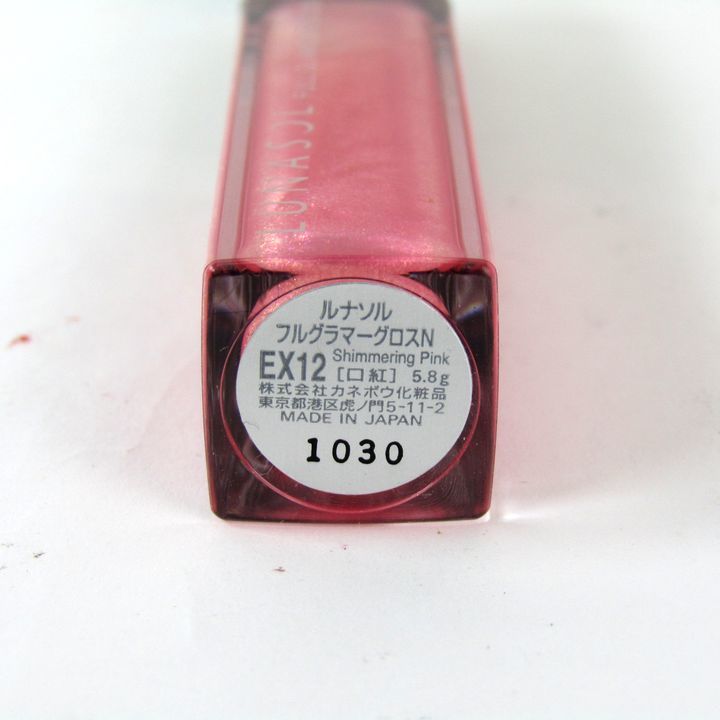 LUNASOL
ルナソル
フルグラマーグロスN
EX12 Shimmering Pink
[口紅] 5.8g
株式会社カネボウ化粧品
東京都港区虎ノ門5-11-2
MADE IN JAPAN
1030